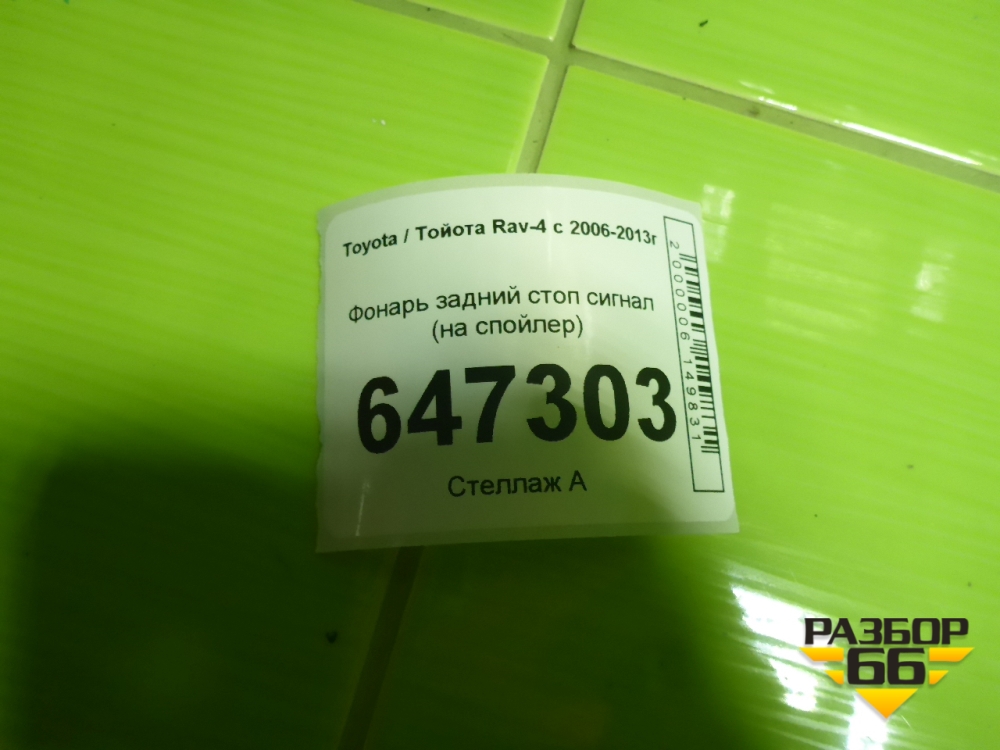 Toyota / Тойота Rav-4 с 2006-2013г
Фонарь задний стоп сигнал
(на спойлер)
647303
Стеллаж А
2000006149831
РАЗБОР
66